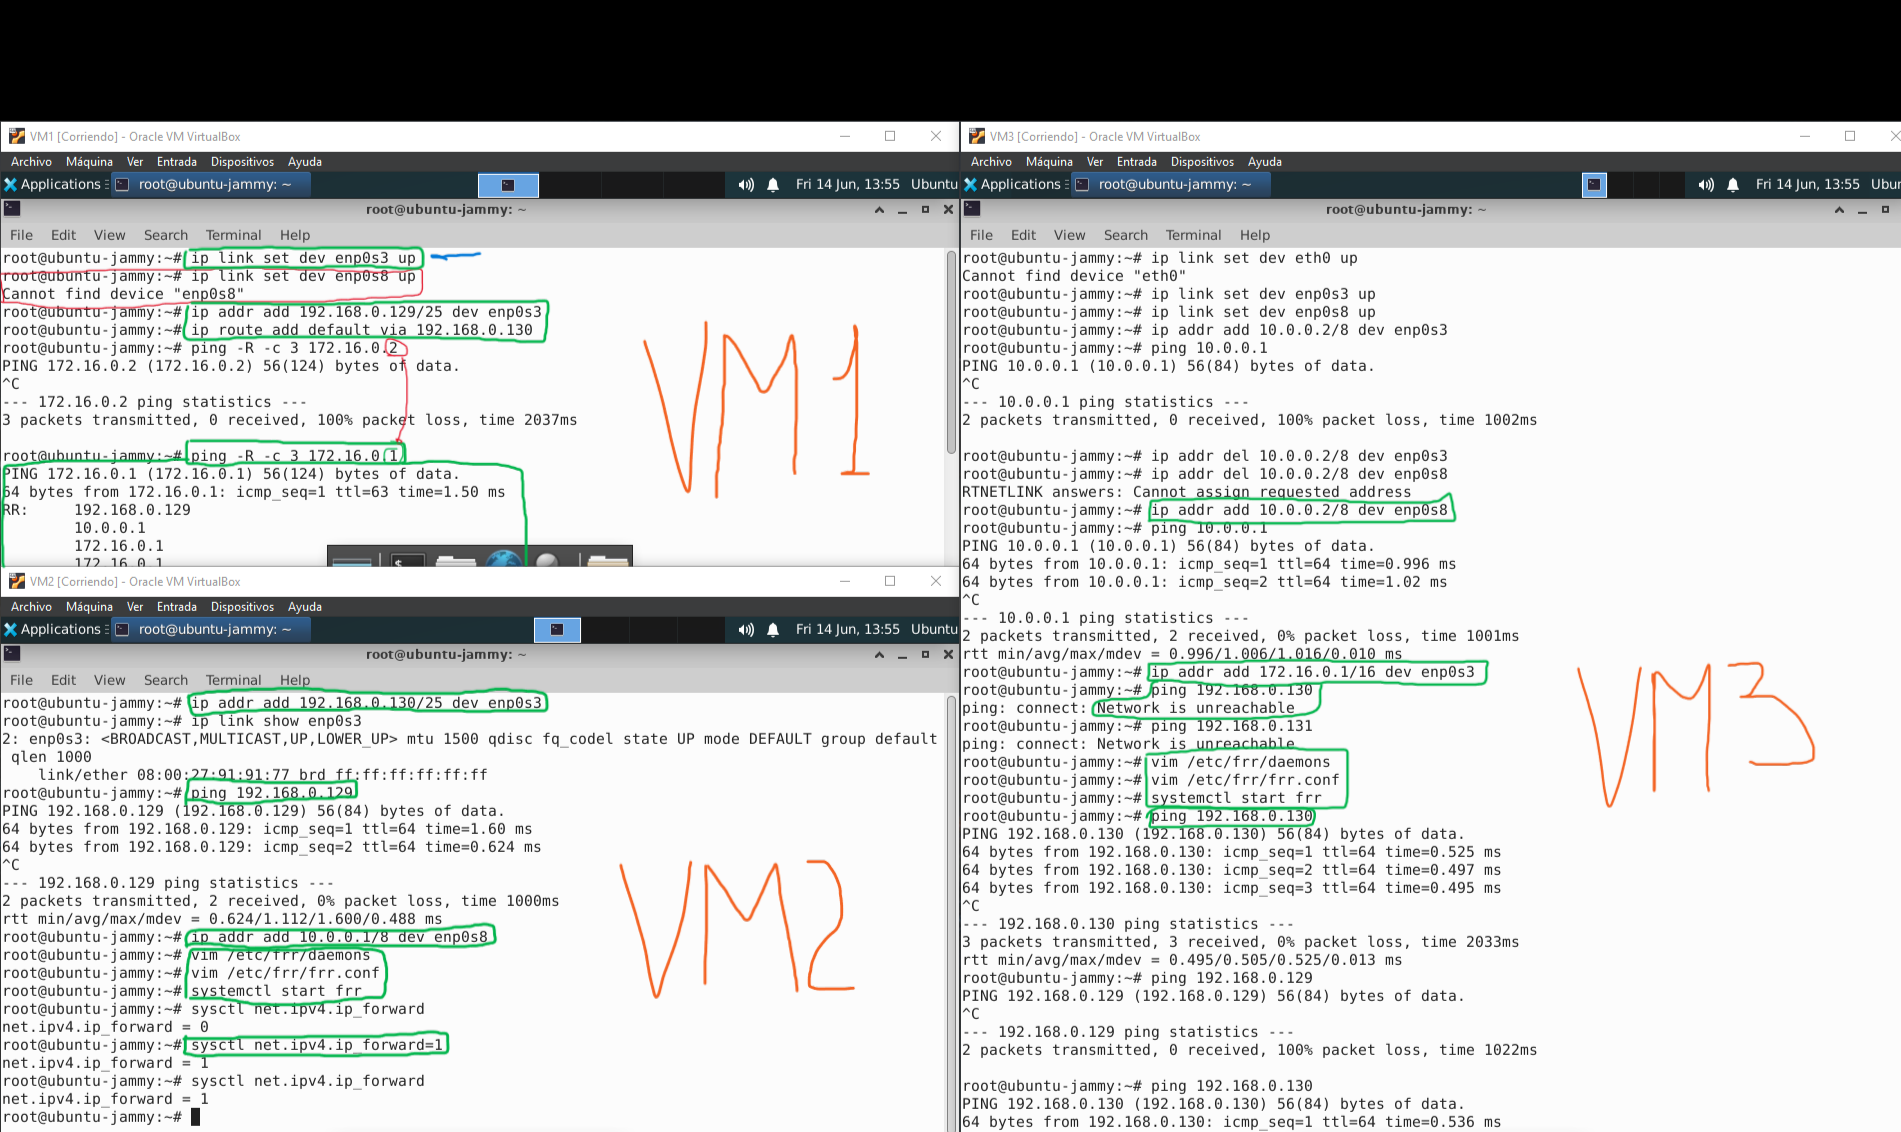 VM1 [Corriendo] - Oracle VM VirtualBox
Archivo Máquina Ver Entrada Dispositivos Ayuda
Applications root@ubuntu-jammy: ~ Fri 14 Jun, 13:55 Ubuntu
root@ubuntu-jammy: ~
File Edit View Search Terminal Help
root@ubuntu-jammy:~# ip link set dev enp0s3 up
root@ubuntu-jammy:~# ip link set dev enp0s8 up
Cannot find device "enp0s8"
root@ubuntu-jammy:~# ip addr add 192.168.0.129/25 dev enp0s3
root@ubuntu-jammy:~# ip route add default via 192.168.0.130
root@ubuntu-jammy:~# ping -R -c 3 172.16.0.2
PING 172.16.0.2 (172.16.0.2) 56(124) bytes of data.
^C
--- 172.16.0.2 ping statistics ---
3 packets transmitted, 0 received, 100% packet loss, time 2037ms
root@ubuntu-jammy:~# ping -R -c 3 172.16.0.1
PING 172.16.0.1 (172.16.0.1) 56(124) bytes of data.
64 bytes from 172.16.0.1: icmp_seq=1 ttl=63 time=1.50 ms
RR: 192.168.0.129
10.0.0.1
172.16.0.1
172.16.0.1
VM1
VM2 [Corriendo] - Oracle VM VirtualBox
Archivo Máquina Ver Entrada Dispositivos Ayuda
Applications root@ubuntu-jammy: ~ Fri 14 Jun, 13:55 Ubuntu
root@ubuntu-jammy: ~
File Edit View Search Terminal Help
root@ubuntu-jammy:~# ip addr add 192.168.0.130/25 dev enp0s3
root@ubuntu-jammy:~# ip link show enp0s3
2: enp0s3: <BROADCAST,MULTICAST,UP,LOWER_UP> mtu 1500 qdisc fq_codel state UP mode DEFAULT group default
qlen 1000
link/ether 08:00:27:91:91:77 brd ff:ff:ff:ff:ff:ff
root@ubuntu-jammy:~# ping 192.168.0.129
PING 192.168.0.129 (192.168.0.129) 56(84) bytes of data.
64 bytes from 192.168.0.129: icmp_seq=1 ttl=64 time=1.60 ms
64 bytes from 192.168.0.129: icmp_seq=2 ttl=64 time=0.624 ms
^C
--- 192.168.0.129 ping statistics ---
2 packets transmitted, 2 received, 0% packet loss, time 1000ms
rtt min/avg/max/mdev = 0.624/1.112/1.600/0.488 ms
root@ubuntu-jammy:~# ip addr add 10.0.0.1/8 dev enp0s8
root@ubuntu-jammy:~# vim /etc/frr/daemons
root@ubuntu-jammy:~# vim /etc/frr/frr.conf
root@ubuntu-jammy:~# systemctl start frr
root@ubuntu-jammy:~# sysctl net.ipv4.ip_forward
net.ipv4.ip_forward = 0
root@ubuntu-jammy:~# sysctl net.ipv4.ip_forward=1
net.ipv4.ip_forward = 1
root@ubuntu-jammy:~# sysctl net.ipv4.ip_forward
net.ipv4.ip_forward = 1
root@ubuntu-jammy:~#
VM2
VM3 [Corriendo] - Oracle VM VirtualBox
Archivo Máquina Ver Entrada Dispositivos Ayuda
Applications root@ubuntu-jammy: ~ Fri 14 Jun, 13:55 Ubun
root@ubuntu-jammy: ~
File Edit View Search Terminal Help
root@ubuntu-jammy:~# ip link set dev eth0 up
Cannot find device "eth0"
root@ubuntu-jammy:~# ip link set dev enp0s3 up
root@ubuntu-jammy:~# ip link set dev enp0s8 up
root@ubuntu-jammy:~# ip addr add 10.0.0.2/8 dev enp0s3
root@ubuntu-jammy:~# ping 10.0.0.1
PING 10.0.0.1 (10.0.0.1) 56(84) bytes of data.
^C
--- 10.0.0.1 ping statistics ---
2 packets transmitted, 0 received, 100% packet loss, time 1002ms
root@ubuntu-jammy:~# ip addr del 10.0.0.2/8 dev enp0s3
root@ubuntu-jammy:~# ip addr del 10.0.0.2/8 dev enp0s8
RTNETLINK answers: Cannot assign requested address
root@ubuntu-jammy:~# ip addr add 10.0.0.2/8 dev enp0s8
root@ubuntu-jammy:~# ping 10.0.0.1
PING 10.0.0.1 (10.0.0.1) 56(84) bytes of data.
64 bytes from 10.0.0.1: icmp_seq=1 ttl=64 time=0.996 ms
64 bytes from 10.0.0.1: icmp_seq=2 ttl=64 time=1.02 ms
^C
--- 10.0.0.1 ping statistics ---
2 packets transmitted, 2 received, 0% packet loss, time 1001ms
rtt min/avg/max/mdev = 0.996/1.006/1.016/0.010 ms
root@ubuntu-jammy:~# ip addr add 172.16.0.1/16 dev enp0s3
root@ubuntu-jammy:~# ping 192.168.0.130
ping: connect: Network is unreachable
root@ubuntu-jammy:~# ping 192.168.0.131
ping: connect: Network is unreachable
root@ubuntu-jammy:~# vim /etc/frr/daemons
root@ubuntu-jammy:~# vim /etc/frr/frr.conf
root@ubuntu-jammy:~# systemctl start frr
root@ubuntu-jammy:~# ping 192.168.0.130
PING 192.168.0.130 (192.168.0.130) 56(84) bytes of data.
64 bytes from 192.168.0.130: icmp_seq=1 ttl=64 time=0.525 ms
64 bytes from 192.168.0.130: icmp_seq=2 ttl=64 time=0.497 ms
64 bytes from 192.168.0.130: icmp_seq=3 ttl=64 time=0.495 ms
^C
--- 192.168.0.130 ping statistics ---
3 packets transmitted, 3 received, 0% packet loss, time 2033ms
rtt min/avg/max/mdev = 0.495/0.505/0.525/0.013 ms
root@ubuntu-jammy:~# ping 192.168.0.129
PING 192.168.0.129 (192.168.0.129) 56(84) bytes of data.
^C
--- 192.168.0.129 ping statistics ---
2 packets transmitted, 0 received, 100% packet loss, time 1022ms
root@ubuntu-jammy:~# ping 192.168.0.130
PING 192.168.0.130 (192.168.0.130) 56(84) bytes of data.
64 bytes from 192.168.0.130: icmp_seq=1 ttl=64 time=0.536 ms
VM3